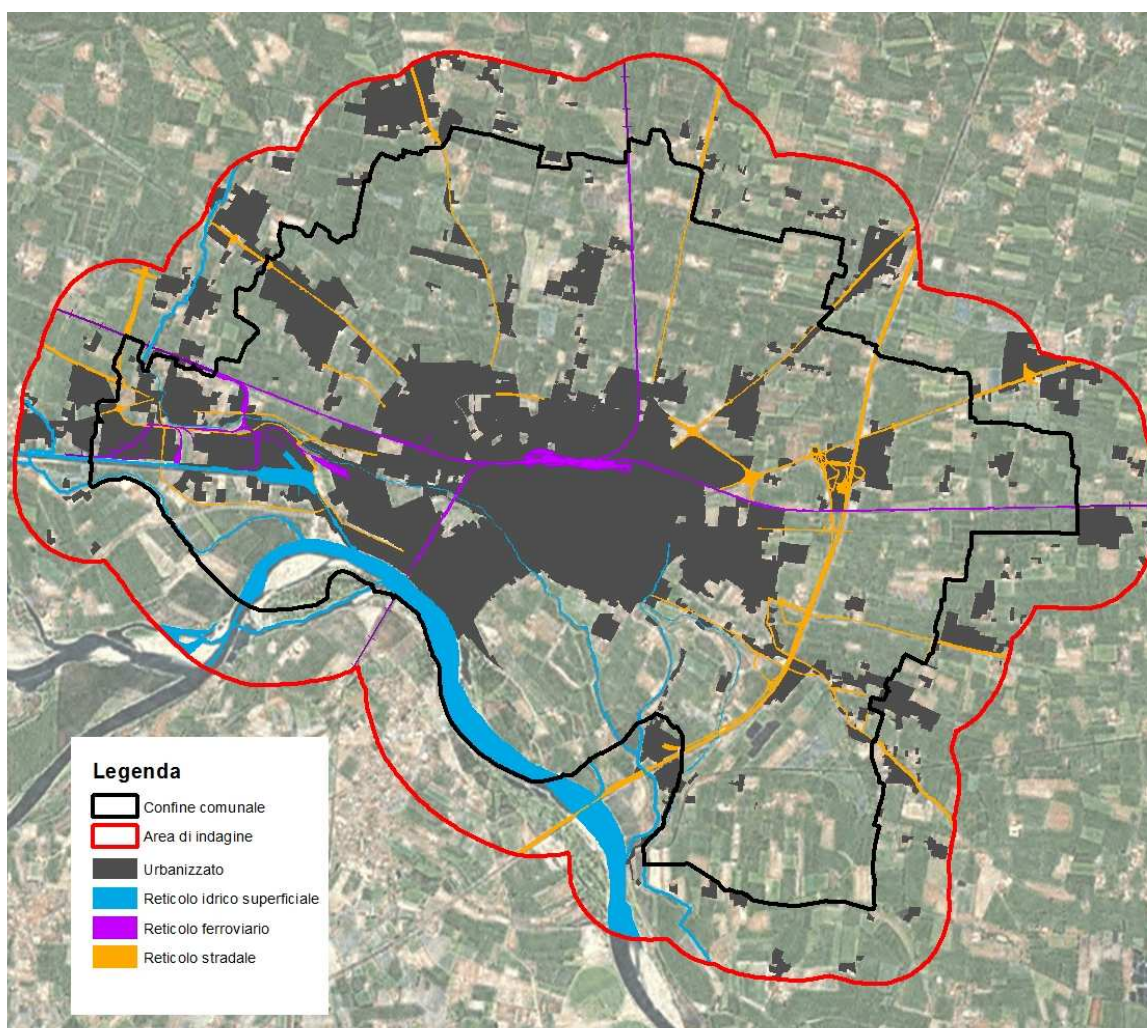 Legenda
Confine comunale
Area di indagine
Urbanizzato
Reticolo idrico superficiale
Reticolo ferroviario
Reticolo stradale